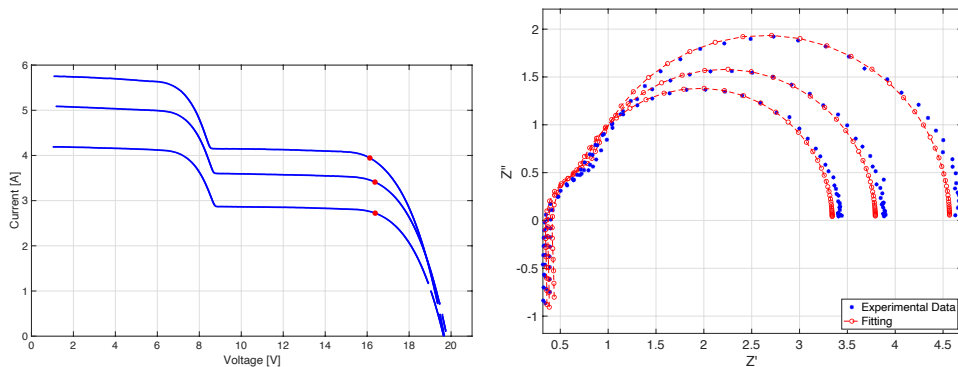 6
5
4
3
2
1
0
Current [A]
0 2 4 6 8 10 12 14 16 18 20
Voltage [V]
2
1.5
1
0.5
0
-0.5
-1
Z''
0.5 1 1.5 2 2.5 3 3.5 4 4.5
Z'
Experimental Data
Fitting